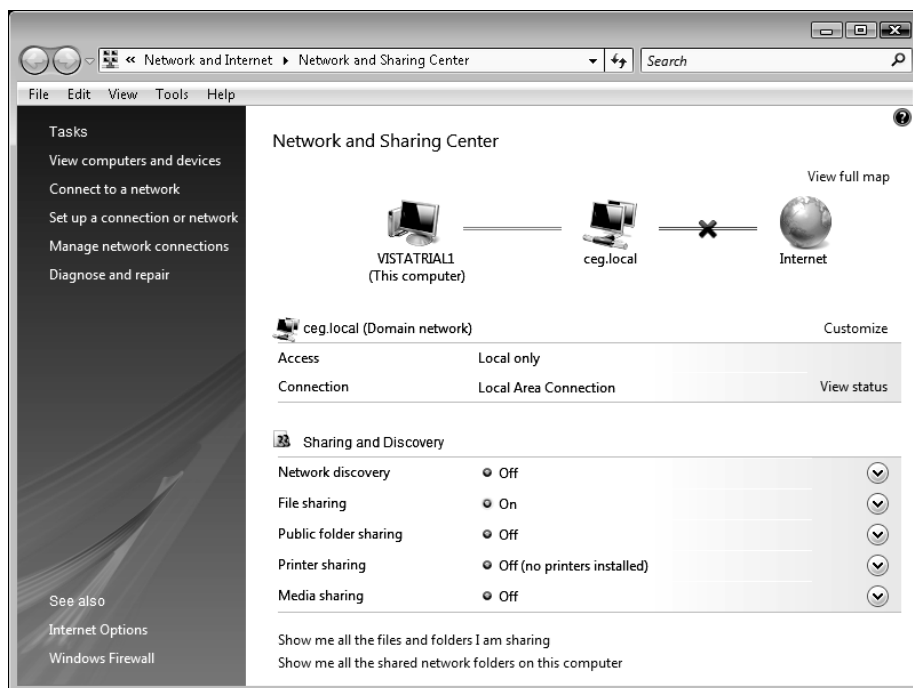 « Network and Internet ▸ Network and Sharing Center
Search
File Edit View Tools Help
Tasks
View computers and devices
Connect to a network
Set up a connection or network
Manage network connections
Diagnose and repair
See also
Internet Options
Windows Firewall
Network and Sharing Center
View full map
VISTATRIAL1
(This computer)
ceg.local
Internet
ceg.local (Domain network) Customize
Access Local only
Connection Local Area Connection View status
Sharing and Discovery
Network discovery Off
File sharing On
Public folder sharing Off
Printer sharing Off (no printers installed)
Media sharing Off
Show me all the files and folders I am sharing
Show me all the shared network folders on this computer